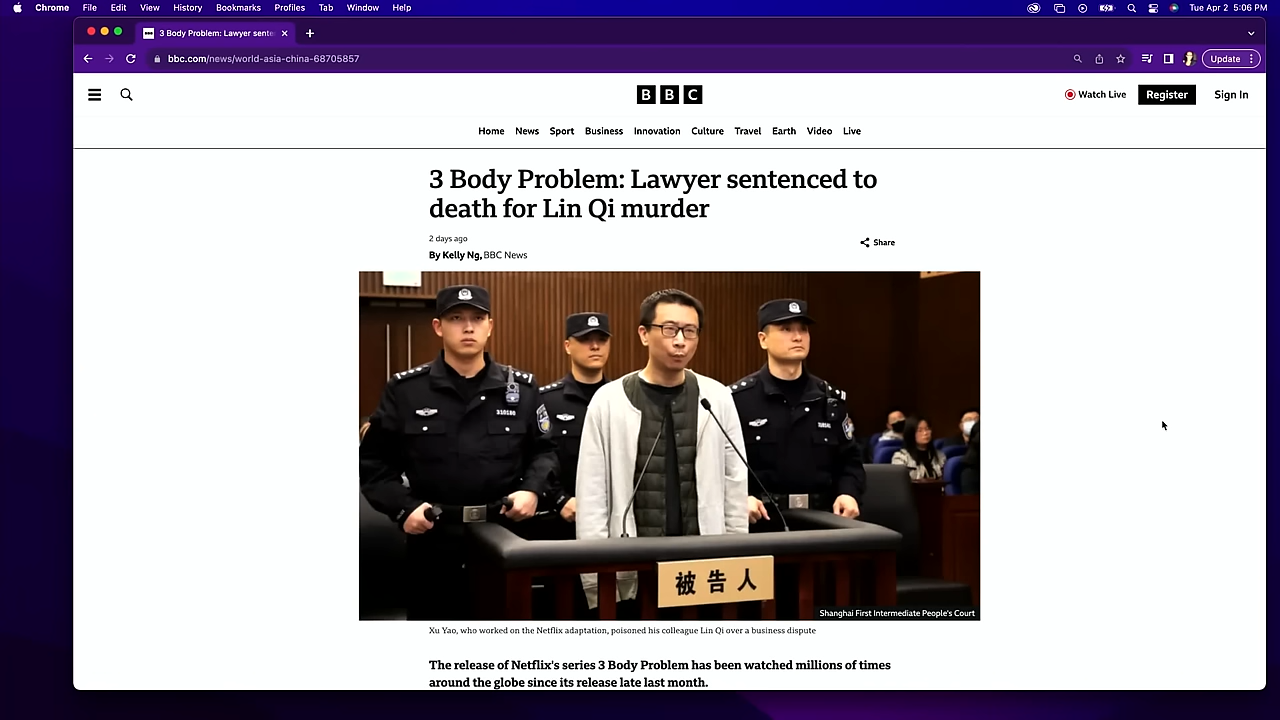 Chrome File Edit View History Bookmarks Profiles Tab Window Help Tue Apr 2 5:06 PM
3 Body Problem: Lawyer sente
bbc.com/news/world-asia-china-68705857 Update
BBC Watch Live Register Sign In
Home News Sport Business Innovation Culture Travel Earth Video Live
3 Body Problem: Lawyer sentenced to
death for Lin Qi murder
2 days ago
Share
By Kelly Ng, BBC News
310180
被告人
Shanghai First Intermediate People's Court
Xu Yao, who worked on the Netflix adaptation, poisoned his colleague Lin Qi over a business dispute
The release of Netflix's series 3 Body Problem has been watched millions of times
around the globe since its release late last month.